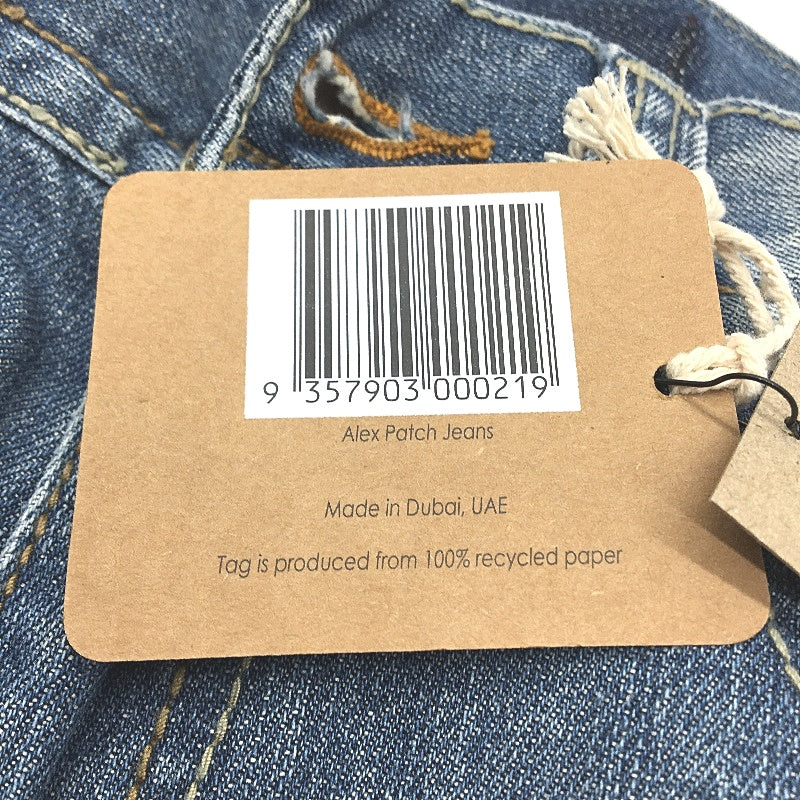 9 357903 000219
Alex Patch Jeans
Made in Dubai, UAE
Tag is produced from 100% recycled paper